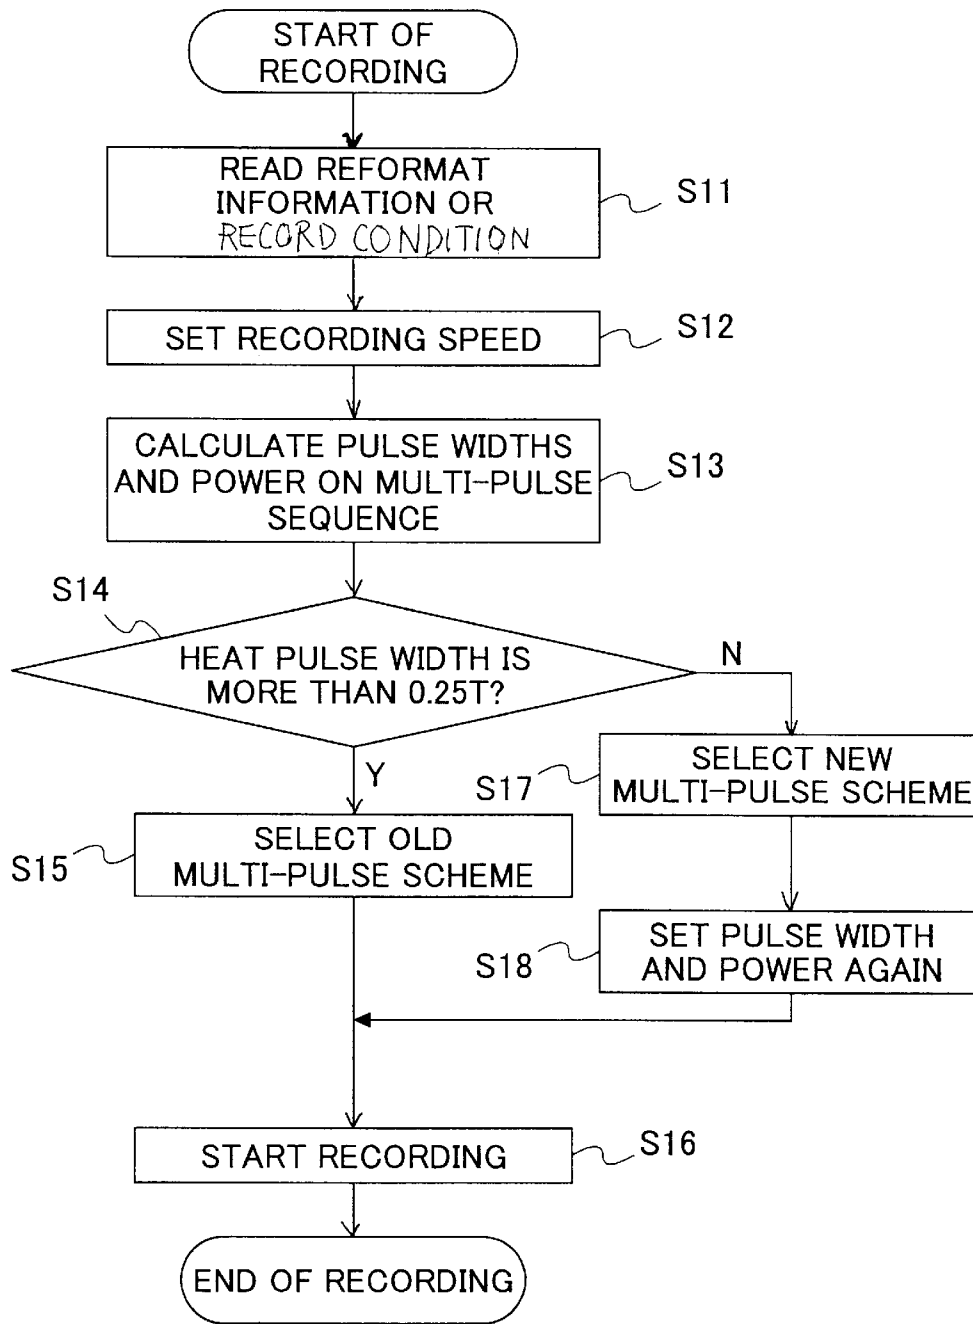 START OF
RECORDING
READ REFORMAT
INFORMATION OR
RECORD CONDITION
S11
SET RECORDING SPEED
S12
CALCULATE PULSE WIDTHS
AND POWER ON MULTI-PULSE
SEQUENCE
S13
S14
HEAT PULSE WIDTH IS
MORE THAN 0.25T?
N
Y
S17
SELECT NEW
MULTI-PULSE SCHEME
S15
SELECT OLD
MULTI-PULSE SCHEME
S18
SET PULSE WIDTH
AND POWER AGAIN
START RECORDING
S16
END OF RECORDING